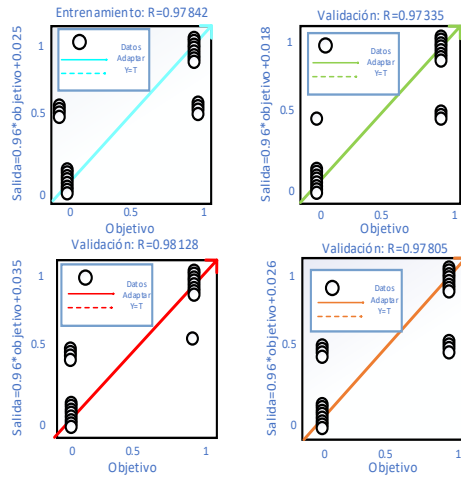 Entrenamiento: R=0.97842
Salida=0.96*objetivo+0.025
1
0.5
0
Datos
Adaptar
Y=T
0
0.5
1
Objetivo
Validación: R=0.97335
Salida=0.96*objetivo+0.018
1
0.5
0
Datos
Adaptar
Y=T
0
0.5
1
Objetivo
Validación: R=0.98128
Salida=0.96*objetivo+0.035
1
0.5
0
Datos
Adaptar
Y=T
0
0.5
1
Objetivo
Validación: R=0.97805
Salida=0.96*objetivo+0.026
1
0.5
0
Datos
Adaptar
Y=T
0
0.5
1
Objetivo